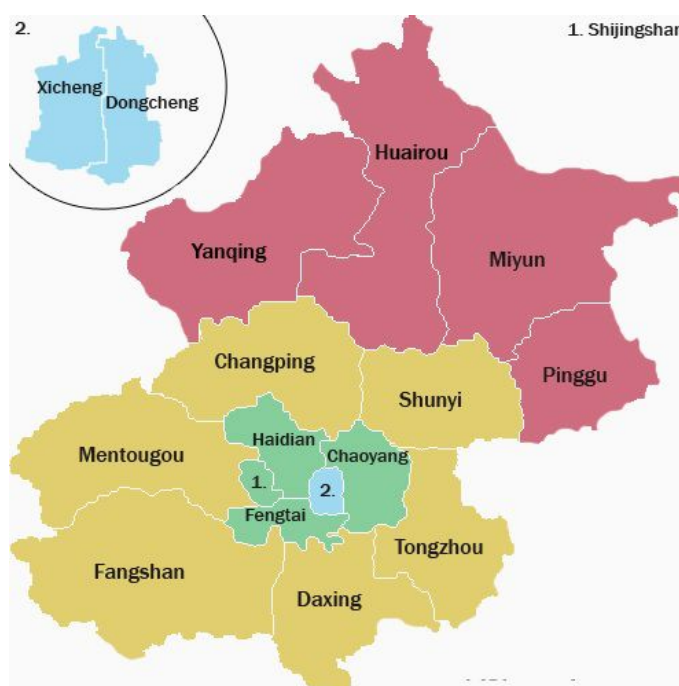 2.
1. Shijingshan
Xicheng
Dongcheng
Huairou
Yanqing
Miyun
Changping
Pinggu
Shunyi
Haidian
Chaoyang
Mentougou
1.
2.
Fengtai
Tongzhou
Fangshan
Daxing